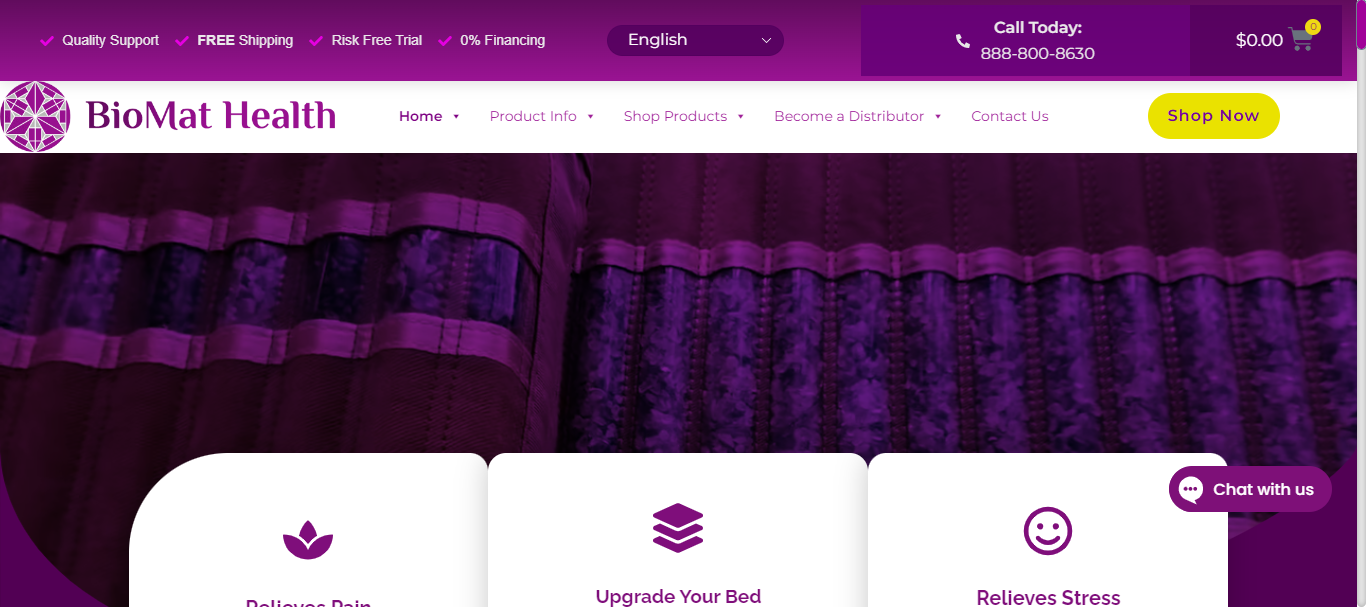 Quality Support
FREE Shipping
Risk Free Trial
0% Financing
English
Call Today:
888-800-8630
$0.00
0
BioMat Health
Home
Product Info
Shop Products
Become a Distributor
Contact Us
Shop Now
Chat with us
Relieves Pain
Upgrade Your Bed
Relieves Stress